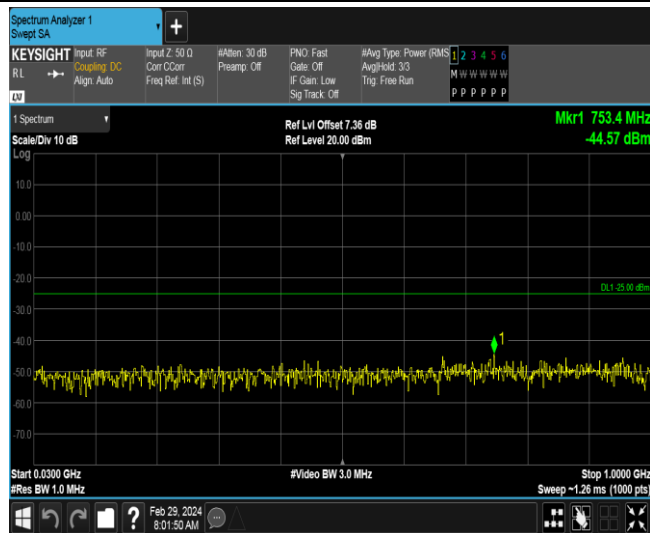 Spectrum Analyzer 1
Swept SA
+
KEYSIGHT
RL
Input: RF
Coupling: DC
Align: Auto
Input Z: 50 Ω
Corr CCorr
Freq Ref: Int (S)
#Atten: 30 dB
Preamp: Off
PNO: Fast
Gate: Off
IF Gain: Low
Sig Track: Off
#Avg Type: Power (RMS
Avg|Hold: 3/3
Trig: Free Run
1 2 3 4 5 6
M W W W W W
P P P P P P
1 Spectrum
Scale/Div 10 dB
Ref Lvl Offset 7.36 dB
Ref Level 20.00 dBm
Mkr1 753.4 MHz
-44.57 dBm
Log
10.0
0.00
-10.0
-20.0
DL1 -25.00 dBm
-30.0
-40.0
1
-50.0
-60.0
-70.0
Start 0.0300 GHz
#Video BW 3.0 MHz
Stop 1.0000 GHz
#Res BW 1.0 MHz
Sweep ~1.26 ms (1000 pts)
?
Feb 29, 2024
8:01:50 AM